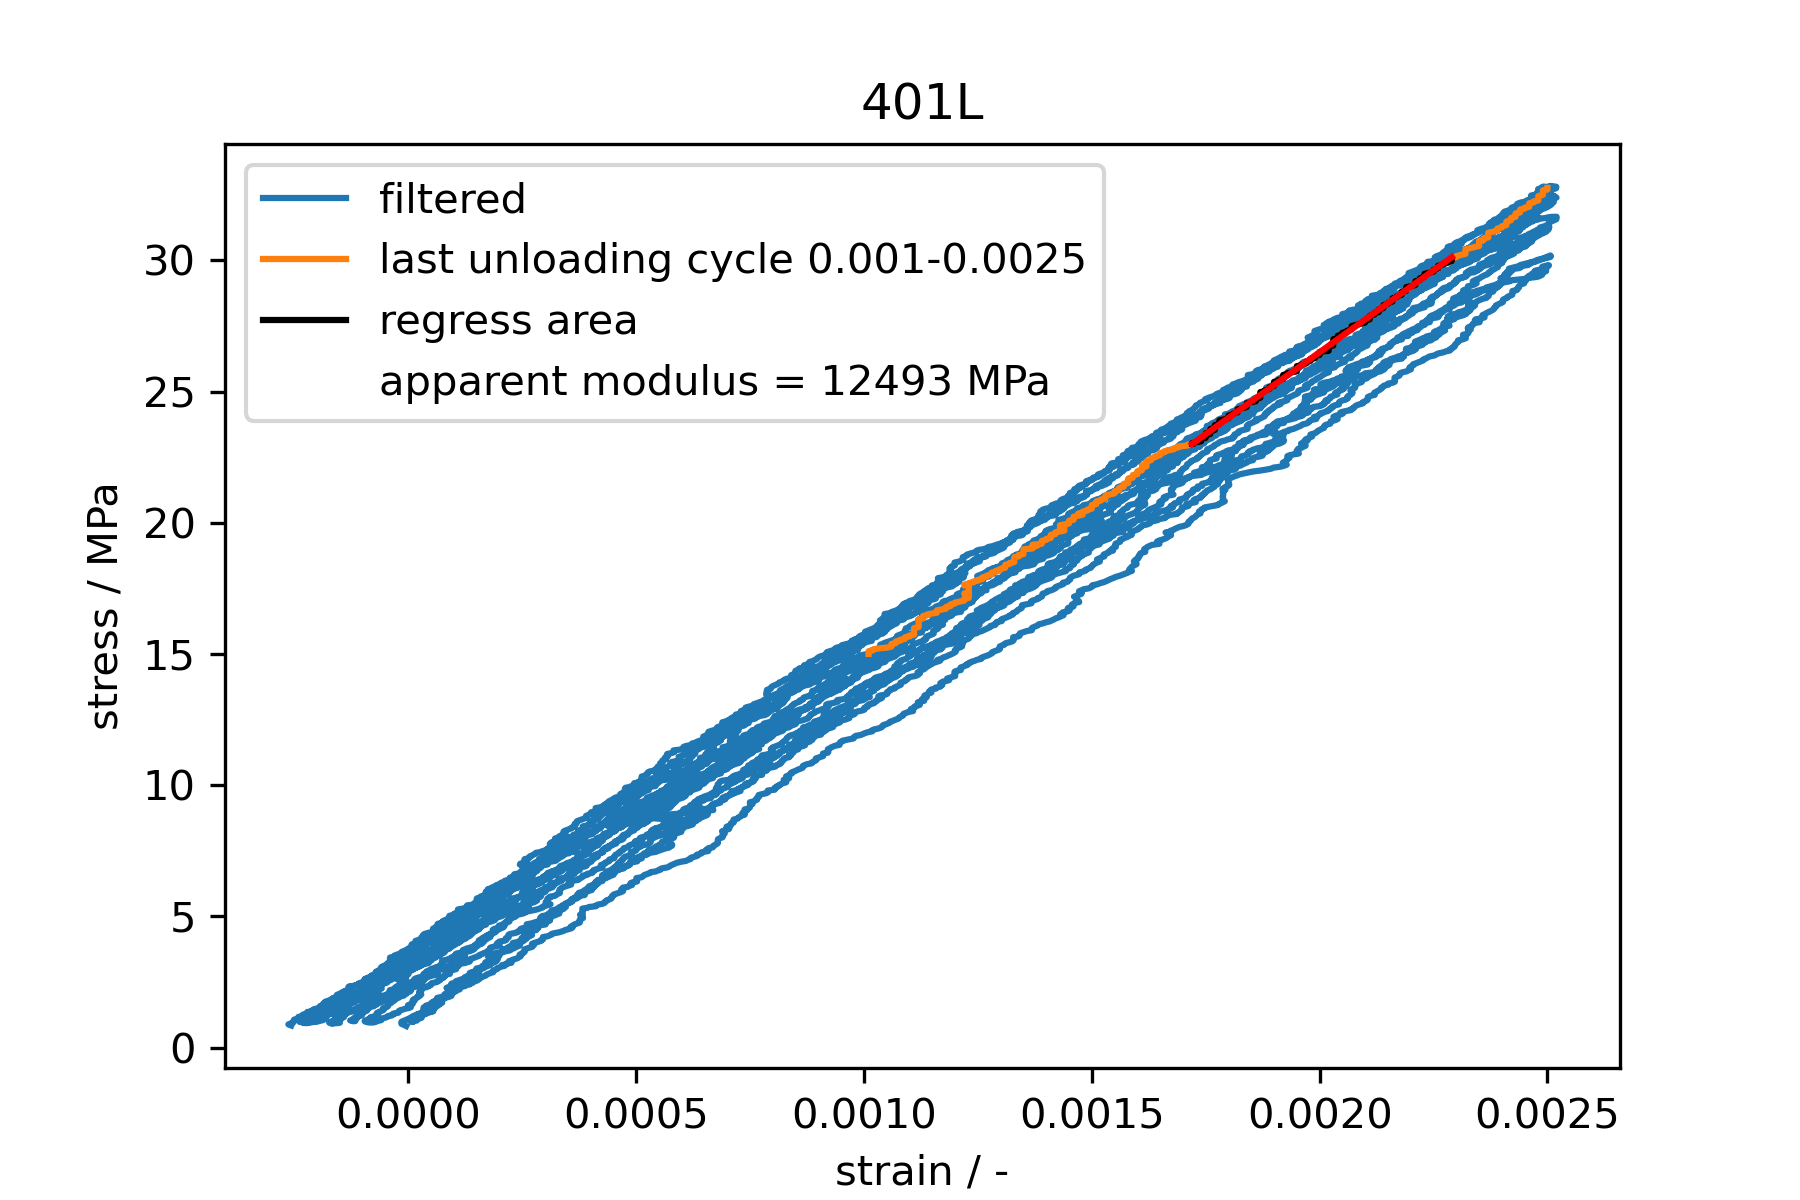 401L
filtered
last unloading cycle 0.001-0.0025
regress area
apparent modulus = 12493 MPa
stress / MPa
30
25
20
15
10
5
0
0.0000 0.0005 0.0010 0.0015 0.0020 0.0025
strain / -